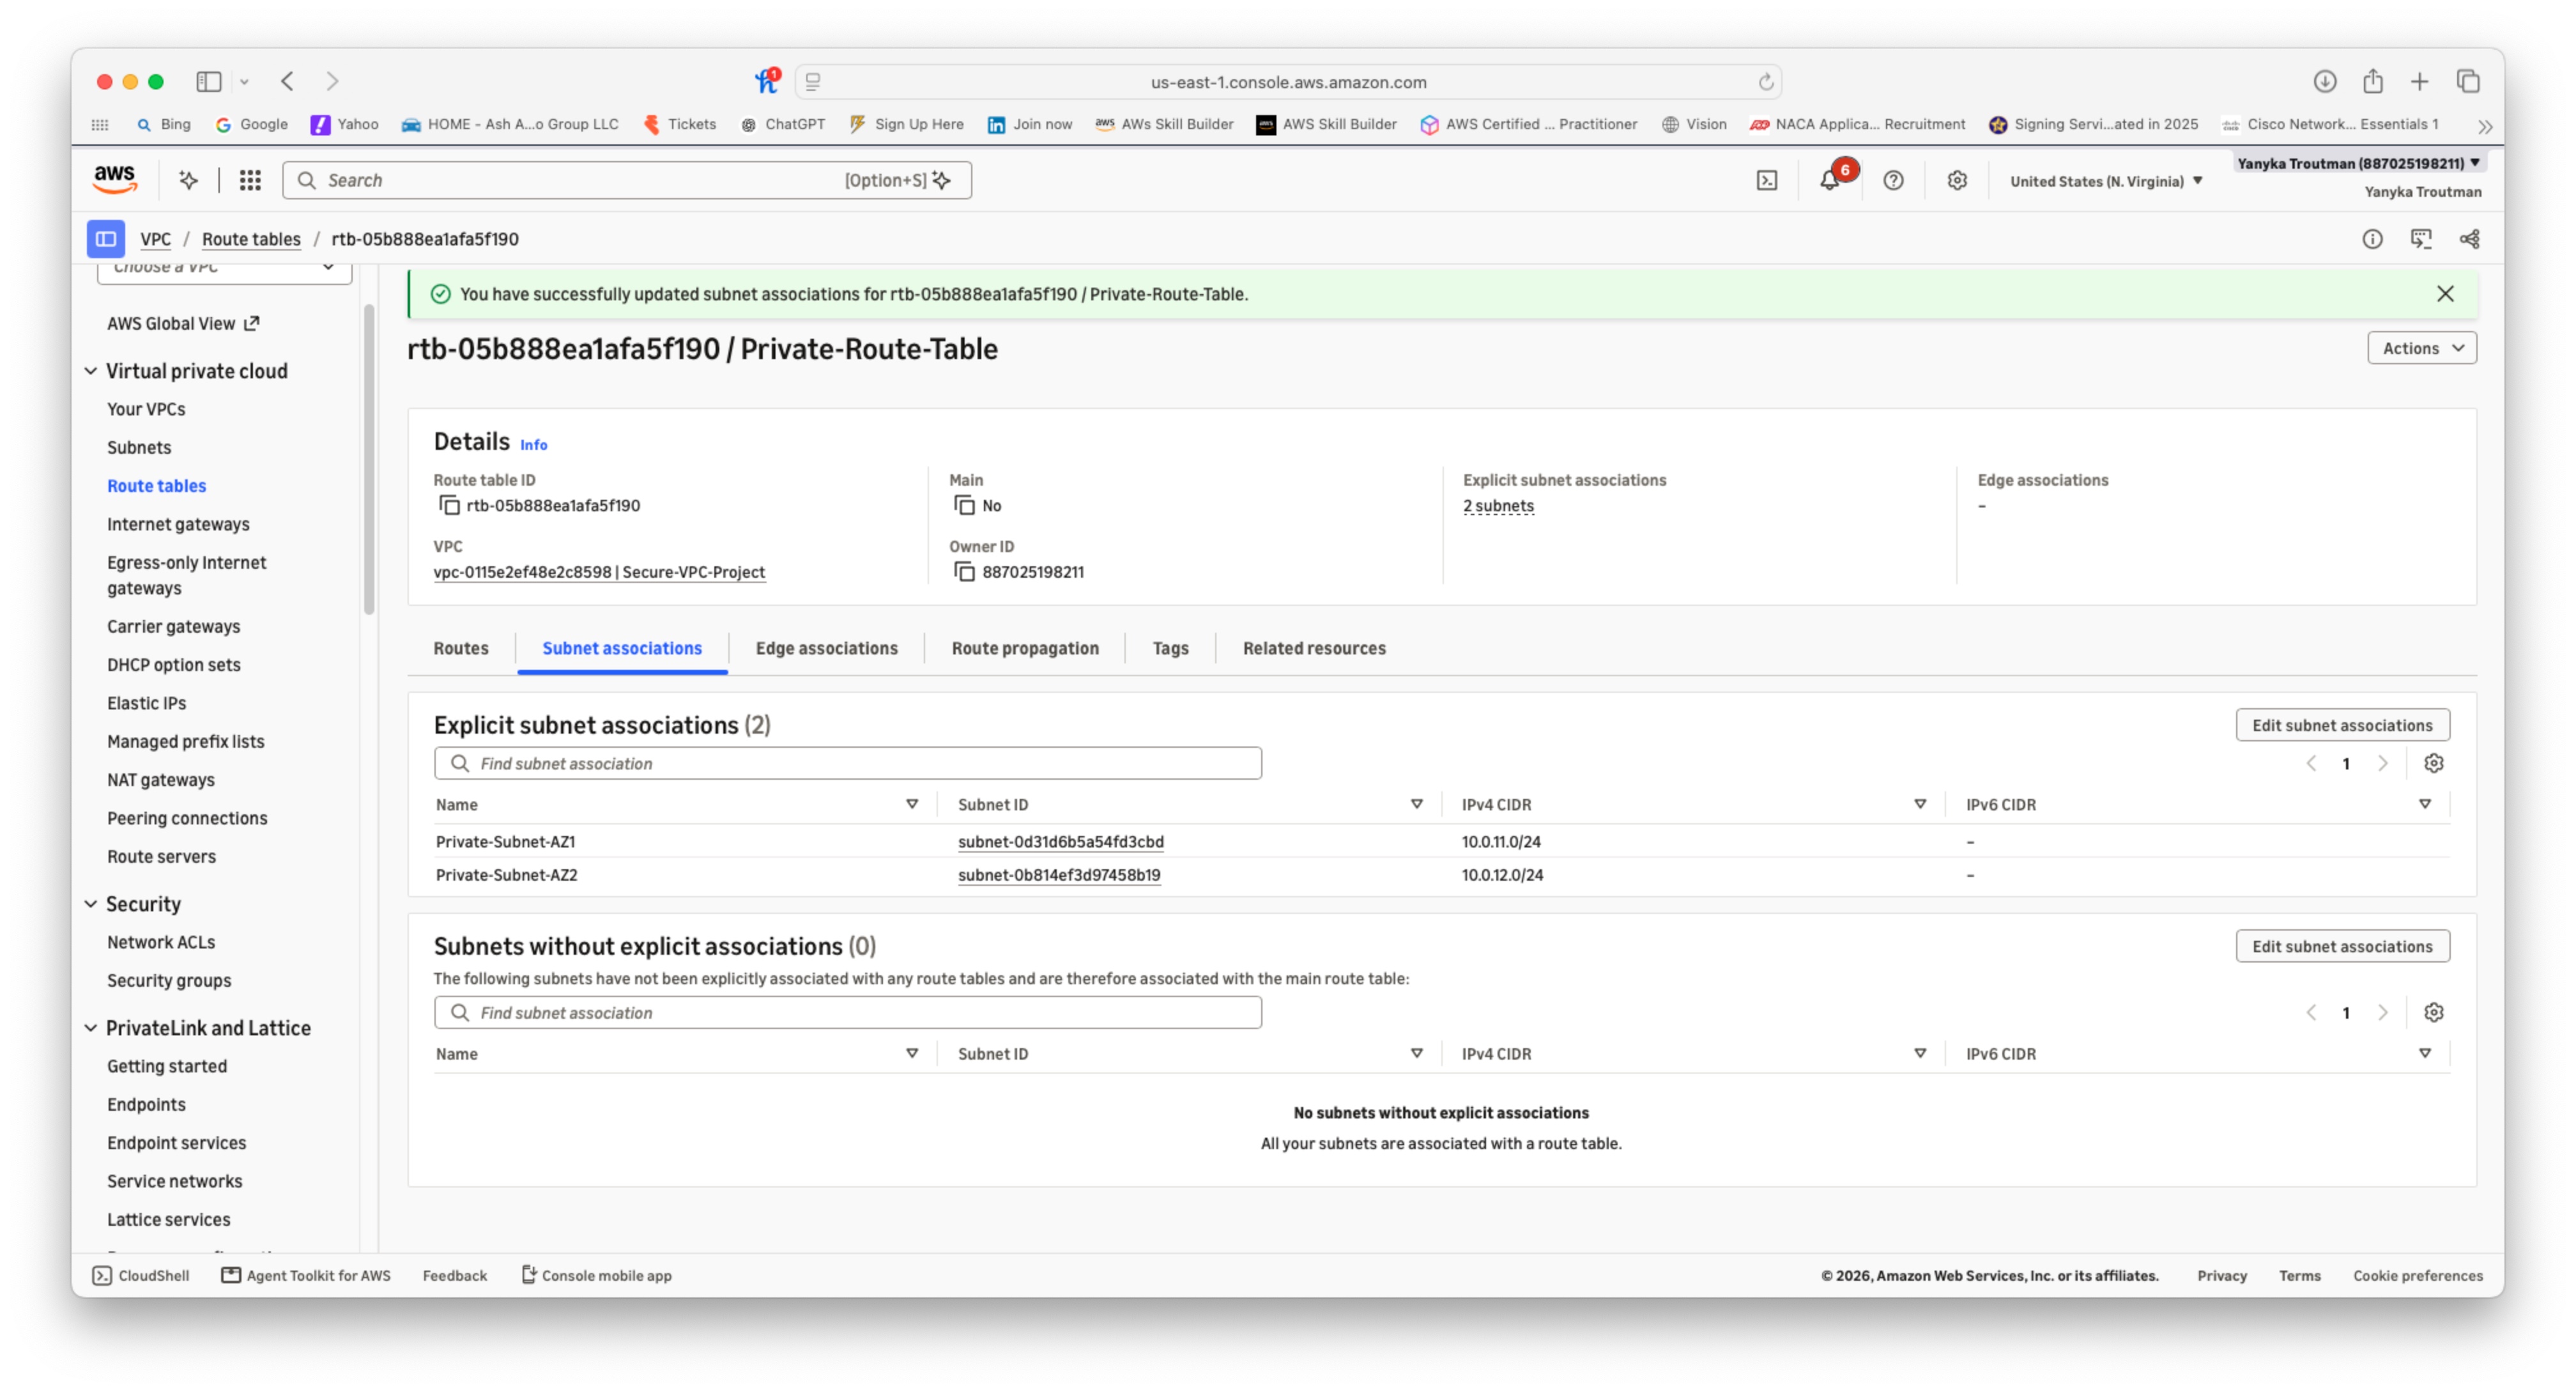 1
us-east-1.console.aws.amazon.com
Bing
Google
Yahoo
HOME - Ash A...o Group LLC
Tickets
ChatGPT
Sign Up Here
Join now
aws
AWs Skill Builder
AWS Skill Builder
AWS Certified ... Practitioner
Vision
NACA Applica... Recruitment
Signing Servi...ated in 2025
Cisco Network... Essentials 1
aws
Search
[Option+S]
6
United States (N. Virginia)
Yanyka Troutman (887025198211)
Yanyka Troutman
VPC / Route tables / rtb-05b888ea1afa5f190
Choose a VPC
AWS Global View
Virtual private cloud
Your VPCs
Subnets
Route tables
Internet gateways
Egress-only Internet
gateways
Carrier gateways
DHCP option sets
Elastic IPs
Managed prefix lists
NAT gateways
Peering connections
Route servers
Security
Network ACLs
Security groups
PrivateLink and Lattice
Getting started
Endpoints
Endpoint services
Service networks
Lattice services
You have successfully updated subnet associations for rtb-05b888ea1afa5f190 / Private-Route-Table.
rtb-05b888ea1afa5f190 / Private-Route-Table
Actions
Details Info
Route table ID
rtb-05b888ea1afa5f190
Main
No
Explicit subnet associations
2 subnets
Edge associations
–
VPC
vpc-0115e2ef48e2c8598 | Secure-VPC-Project
Owner ID
887025198211
Routes
Subnet associations
Edge associations
Route propagation
Tags
Related resources
Explicit subnet associations (2)
Edit subnet associations
Find subnet association
1
Name
Subnet ID
IPv4 CIDR
IPv6 CIDR
Private-Subnet-AZ1
subnet-0d31d6b5a54fd3cbd
10.0.11.0/24
–
Private-Subnet-AZ2
subnet-0b814ef3d97458b19
10.0.12.0/24
–
Subnets without explicit associations (0)
Edit subnet associations
The following subnets have not been explicitly associated with any route tables and are therefore associated with the main route table:
Find subnet association
1
Name
Subnet ID
IPv4 CIDR
IPv6 CIDR
No subnets without explicit associations
All your subnets are associated with a route table.
CloudShell
Agent Toolkit for AWS
Feedback
Console mobile app
© 2026, Amazon Web Services, Inc. or its affiliates.
Privacy
Terms
Cookie preferences